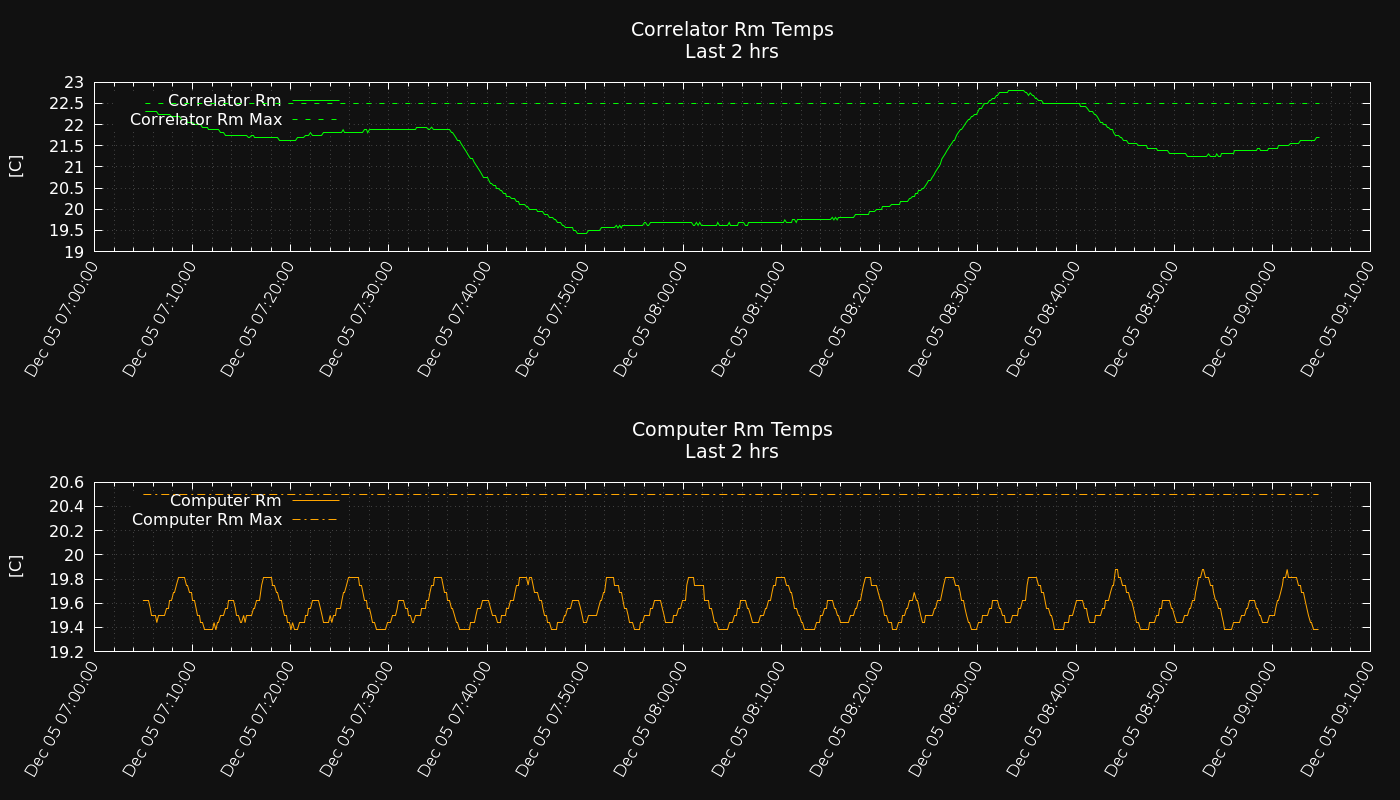 Correlator Rm Temps
Last 2 hrs
[C]
23
22.5
22
21.5
21
20.5
20
19.5
19
Correlator Rm
Correlator Rm Max
Dec 05 07:00:00
Dec 05 07:10:00
Dec 05 07:20:00
Dec 05 07:30:00
Dec 05 07:40:00
Dec 05 07:50:00
Dec 05 08:00:00
Dec 05 08:10:00
Dec 05 08:20:00
Dec 05 08:30:00
Dec 05 08:40:00
Dec 05 08:50:00
Dec 05 09:00:00
Dec 05 09:10:00
Computer Rm Temps
Last 2 hrs
[C]
20.6
20.4
20.2
20
19.8
19.6
19.4
19.2
Computer Rm
Computer Rm Max
Dec 05 07:00:00
Dec 05 07:10:00
Dec 05 07:20:00
Dec 05 07:30:00
Dec 05 07:40:00
Dec 05 07:50:00
Dec 05 08:00:00
Dec 05 08:10:00
Dec 05 08:20:00
Dec 05 08:30:00
Dec 05 08:40:00
Dec 05 08:50:00
Dec 05 09:00:00
Dec 05 09:10:00